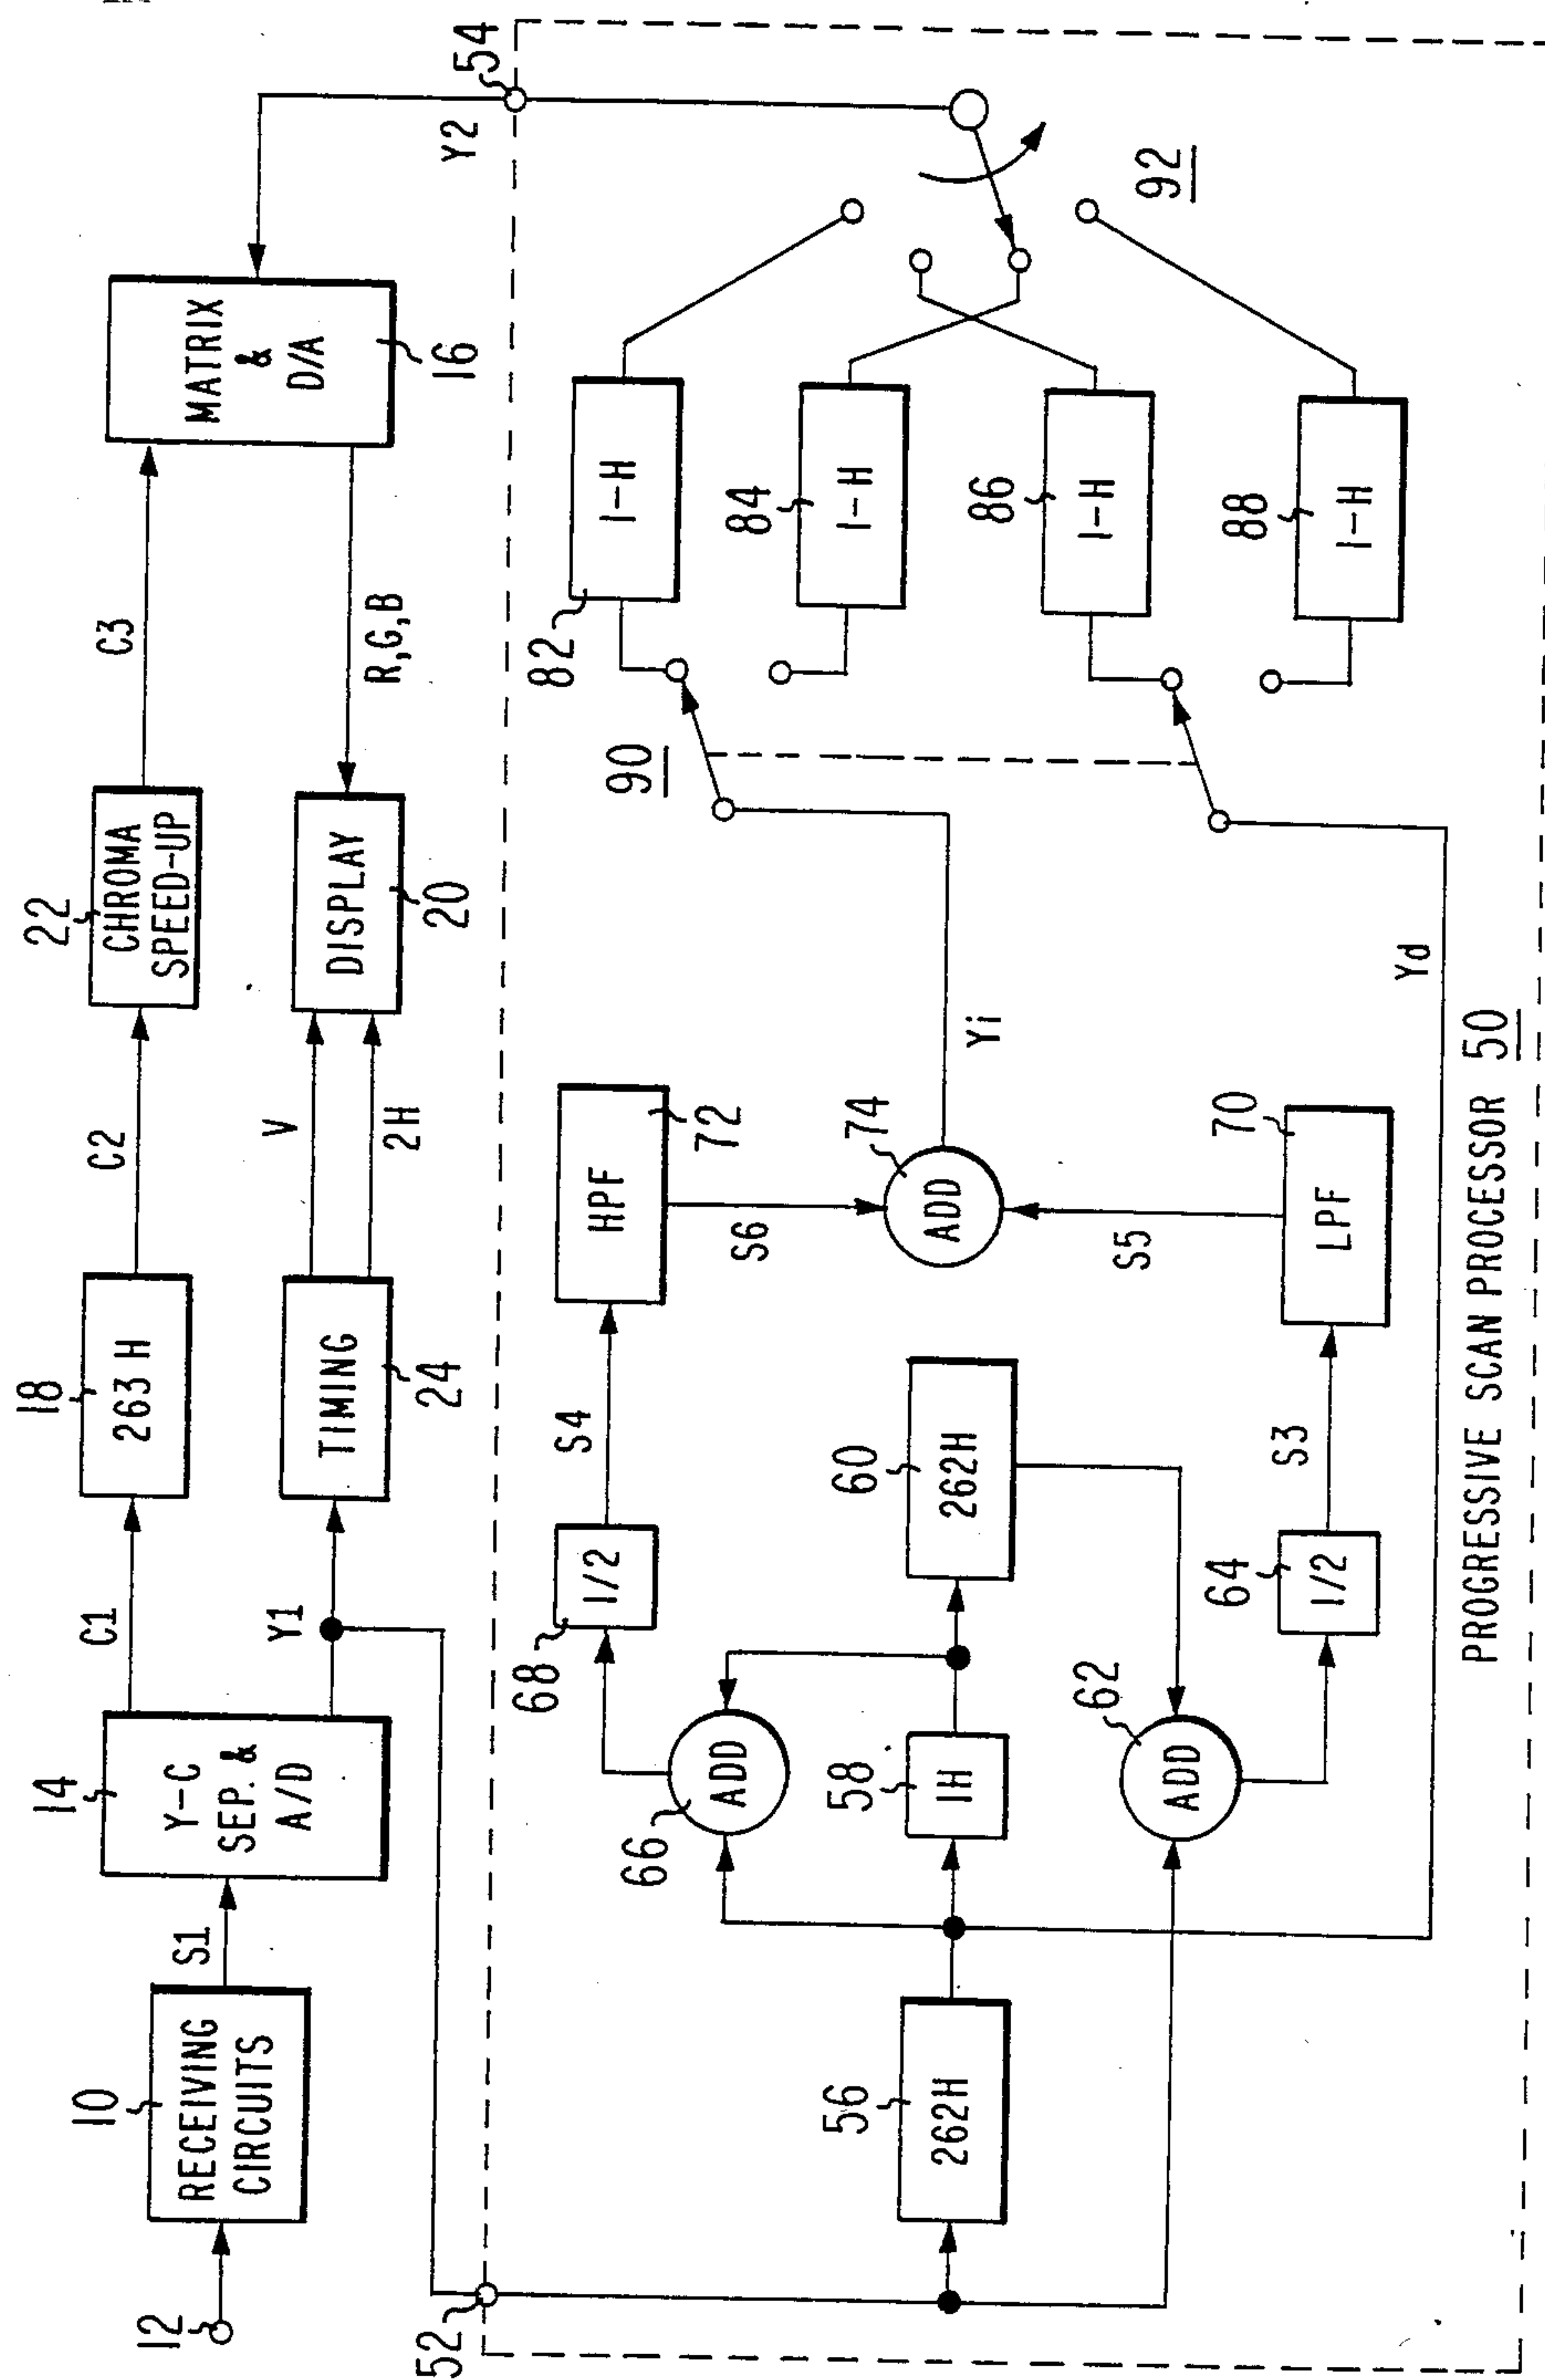 12
10
RECEIVING
CIRCUITS
S1
14
Y-C
SEP. &
A/D
C1
Y1
18
263 H
TIMING
24
C2
V
2H
22
CHROMA
SPEED-UP
DISPLAY
20
C3
R,G,B
MATRIX
&
D/A
16
Y2
54
52
56
262H
66
ADD
58
1H
62
ADD
68
1/2
60
262H
64
1/2
S4
S3
HPF
72
S6
74
ADD
S5
70
LPF
Yi
Yd
90
82
1-H
84
1-H
86
1-H
88
1-H
92
PROGRESSIVE SCAN PROCESSOR 50